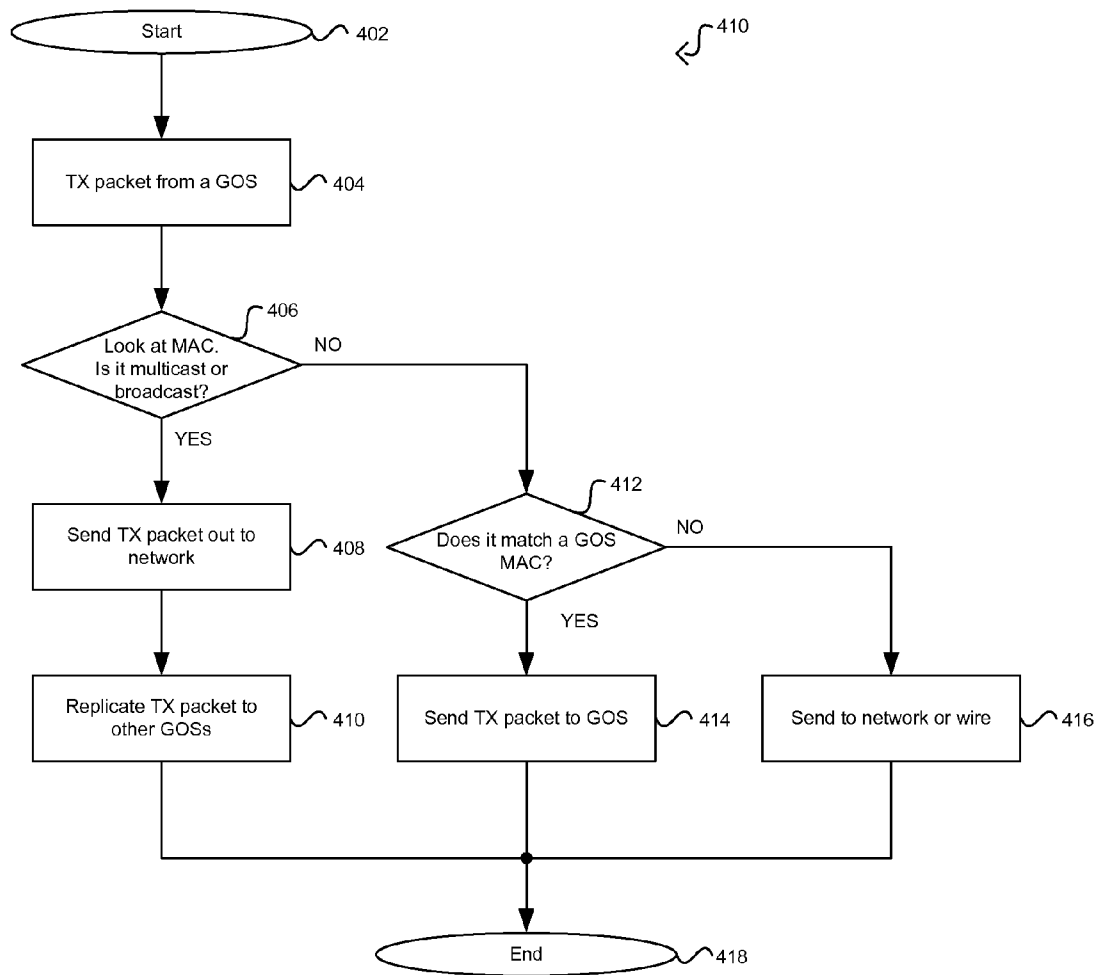 Start
402
410
TX packet from a GOS
404
406
Look at MAC.
Is it multicast or
broadcast?
NO
YES
412
Send TX packet out to
network
408
Does it match a GOS
MAC?
NO
YES
Replicate TX packet to
other GOSs
410
Send TX packet to GOS
414
Send to network or wire
416
End
418